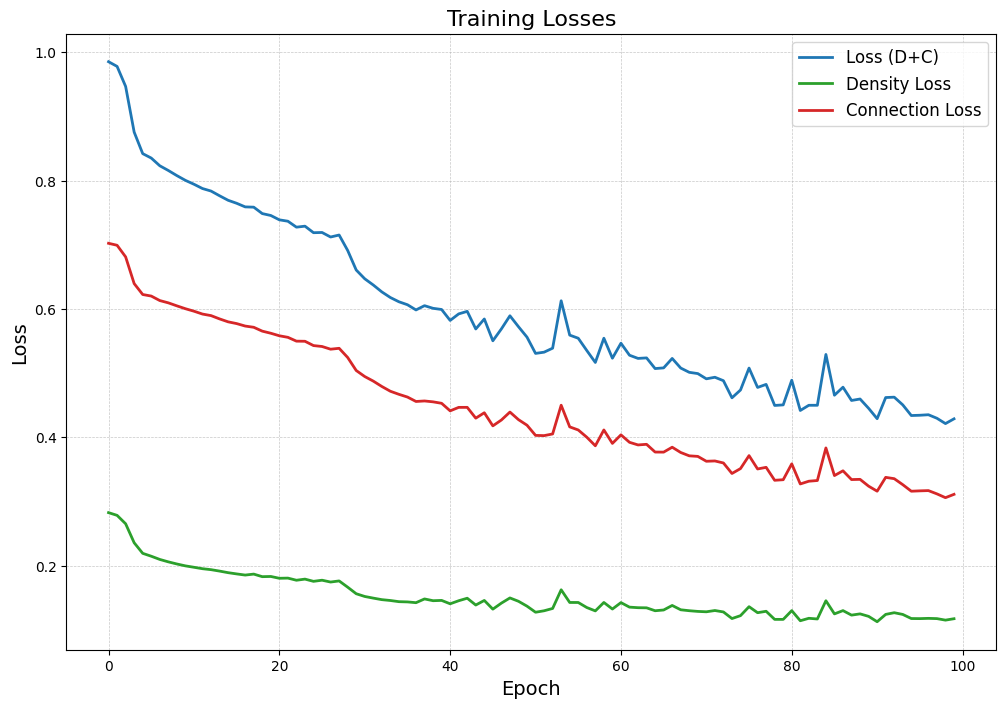 Training Losses
Loss (D+C)
Density Loss
Connection Loss
Loss
1.0
0.8
0.6
0.4
0.2
0 20 40 60 80 100
Epoch